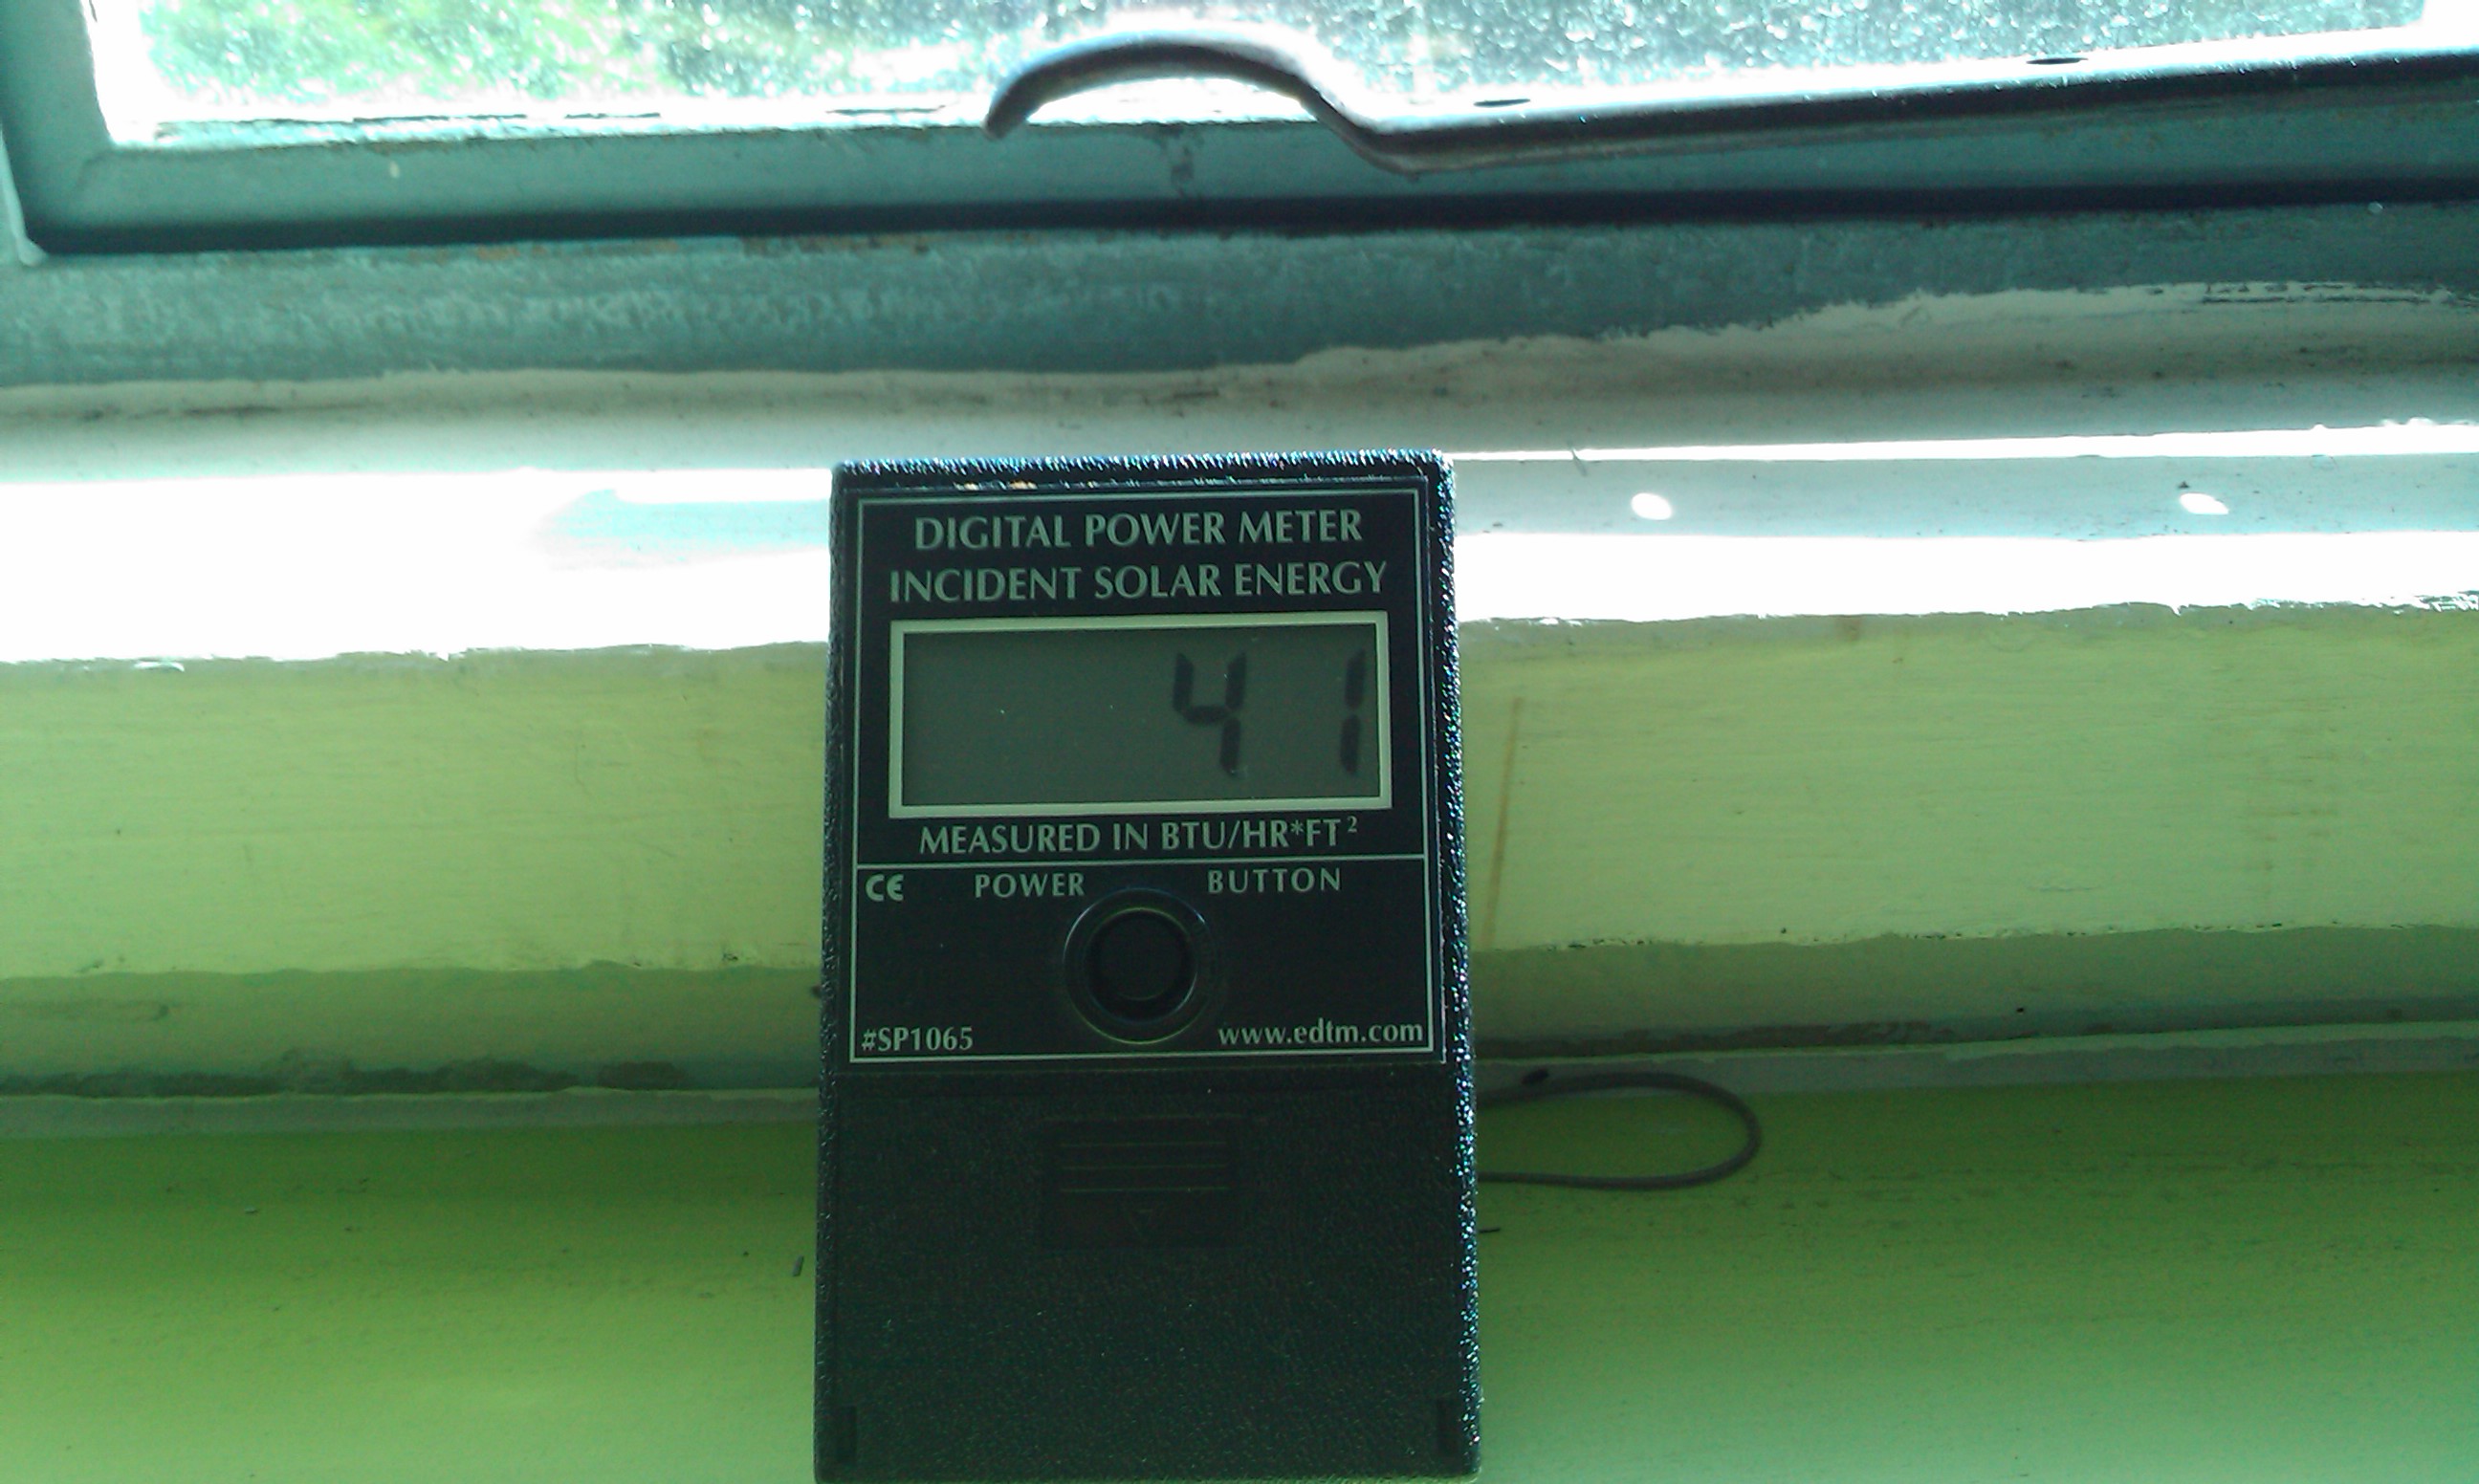 DIGITAL POWER METER
INCIDENT SOLAR ENERGY
41
MEASURED IN BTU/HR*FT²
CE POWER BUTTON
#SP1065 www.edtm.com